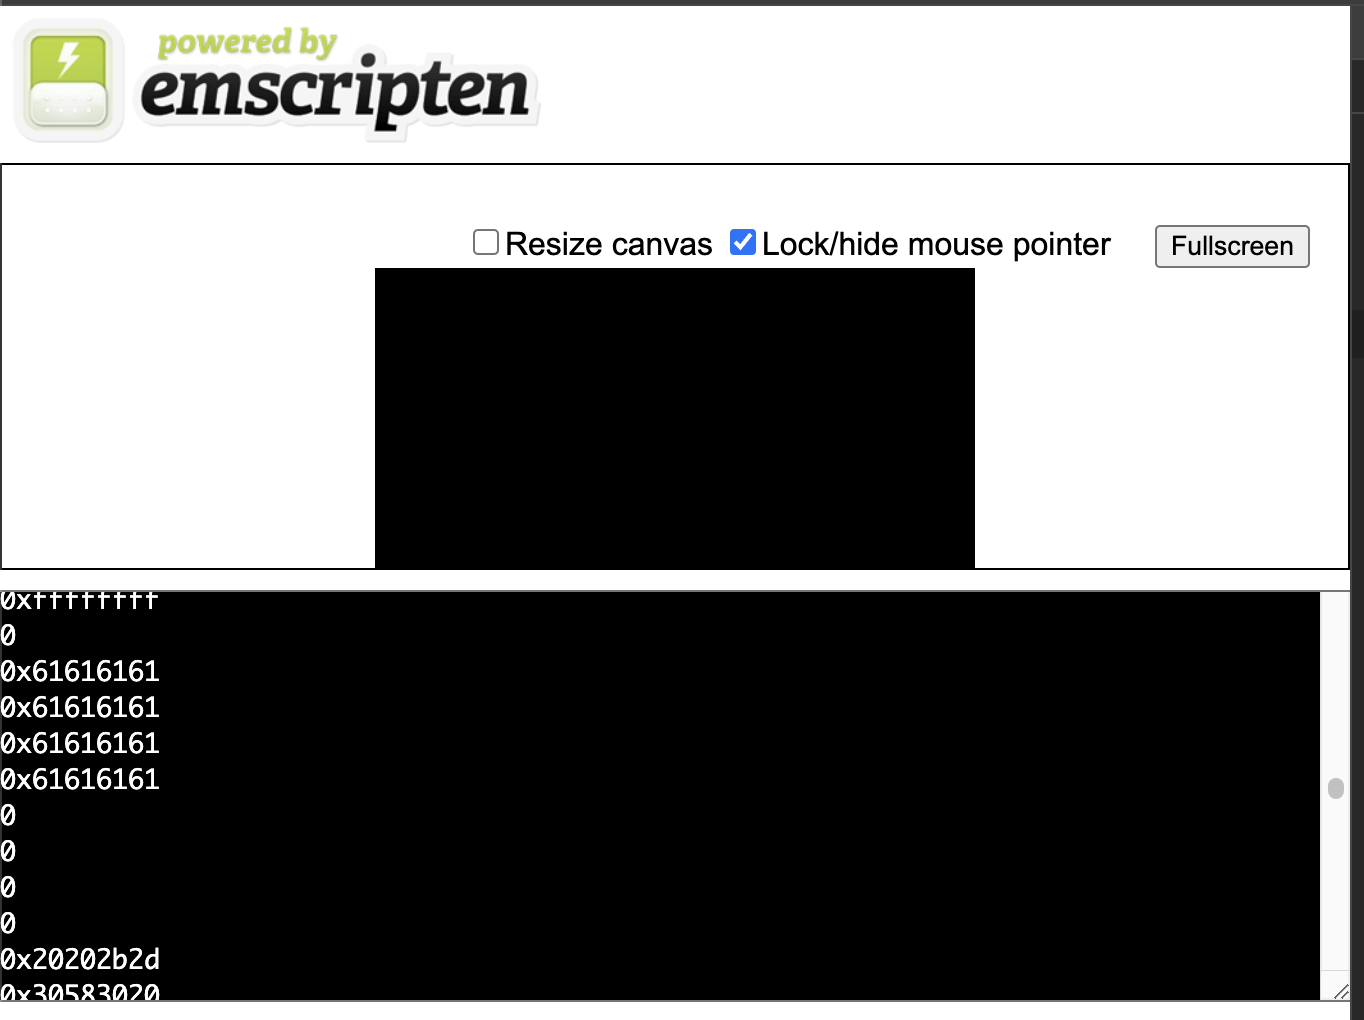 powered by
emscripten
Resize canvas Lock/hide mouse pointer Fullscreen
0xffffffff
0
0x61616161
0x61616161
0x61616161
0x61616161
0
0
0
0
0x20202b2d
0x30583020